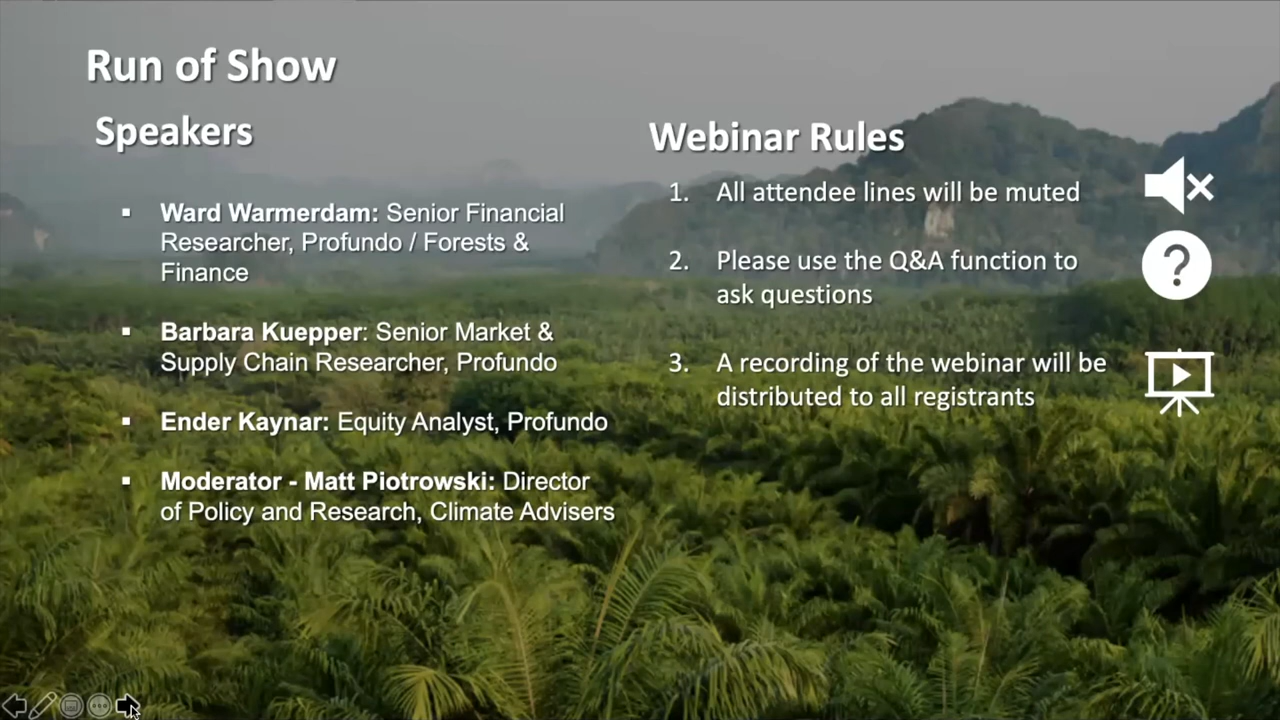 Run of Show
Speakers
▪ Ward Warmerdam: Senior Financial
Researcher, Profundo / Forests &
Finance
▪ Barbara Kuepper: Senior Market &
Supply Chain Researcher, Profundo
▪ Ender Kaynar: Equity Analyst, Profundo
▪ Moderator - Matt Piotrowski: Director
of Policy and Research, Climate Advisers
Webinar Rules
1. All attendee lines will be muted
2. Please use the Q&A function to
ask questions
3. A recording of the webinar will be
distributed to all registrants